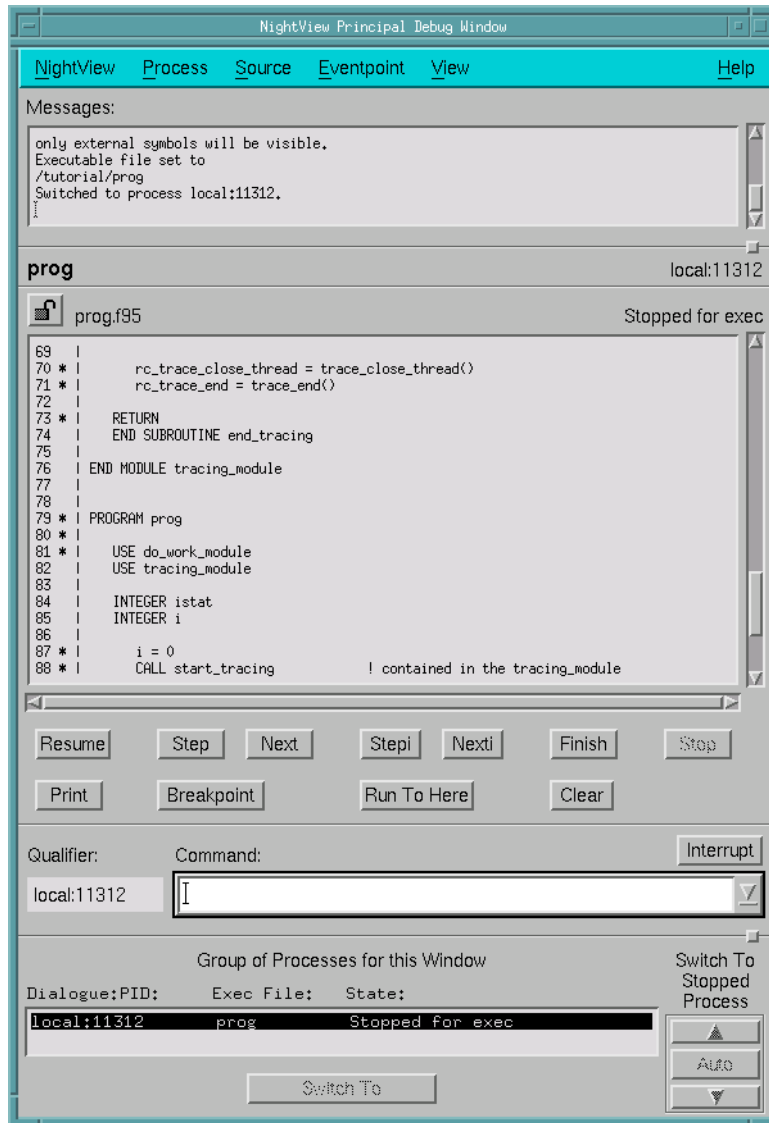 NightView Principal Debug Window
NightView Process Source Eventpoint View Help
Messages:
only external symbols will be visible.
Executable file set to
/tutorial/prog
Switched to process local:11312.
prog local:11312
prog.f95 Stopped for exec
69 |
70 * | rc_trace_close_thread = trace_close_thread()
71 * | rc_trace_end = trace_end()
72 |
73 * | RETURN
74 | END SUBROUTINE end_tracing
75 |
76 | END MODULE tracing_module
77 |
78 |
79 * | PROGRAM prog
80 * |
81 * | USE do_work_module
82 | USE tracing_module
83 |
84 | INTEGER istat
85 | INTEGER i
86 |
87 * | i = 0
88 * | CALL start_tracing ! contained in the tracing_module
Resume Step Next Stepi Nexti Finish Stop
Print Breakpoint Run To Here Clear
Qualifier: Command: Interrupt
local:11312
Group of Processes for this Window
Switch To
Stopped
Process
Dialogue:PID: Exec File: State:
local:11312 prog Stopped for exec
Auto
Switch To